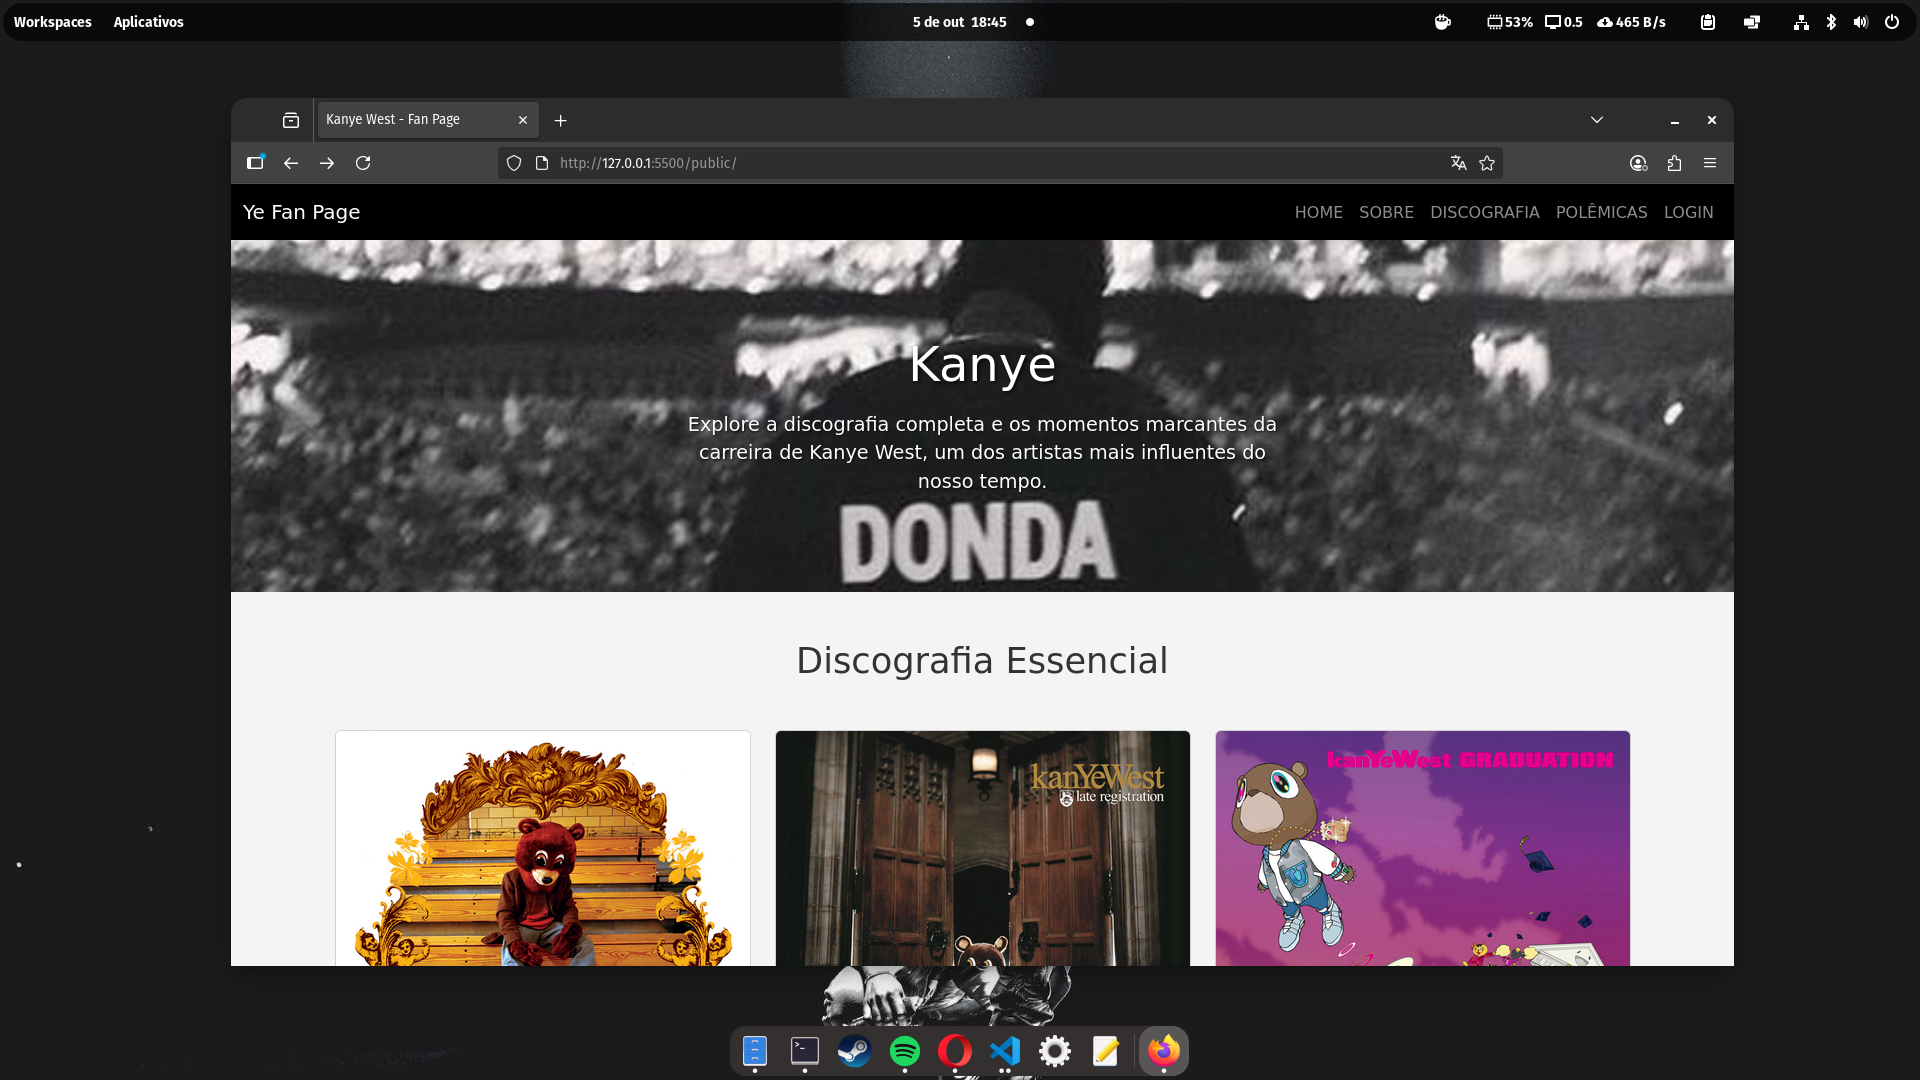 Workspaces Aplicativos 5 de out 18:45 53% 0.5 465 B/s
Kanye West - Fan Page
http://127.0.0.1:5500/public/
Ye Fan Page HOME SOBRE DISCOGRAFIA POLÊMICAS LOGIN
Kanye
Explore a discografia completa e os momentos marcantes da
carreira de Kanye West, um dos artistas mais influentes do
nosso tempo.
DONDA
Discografia Essencial
kanYeWest
late registration
kanYeWest GRADUATION